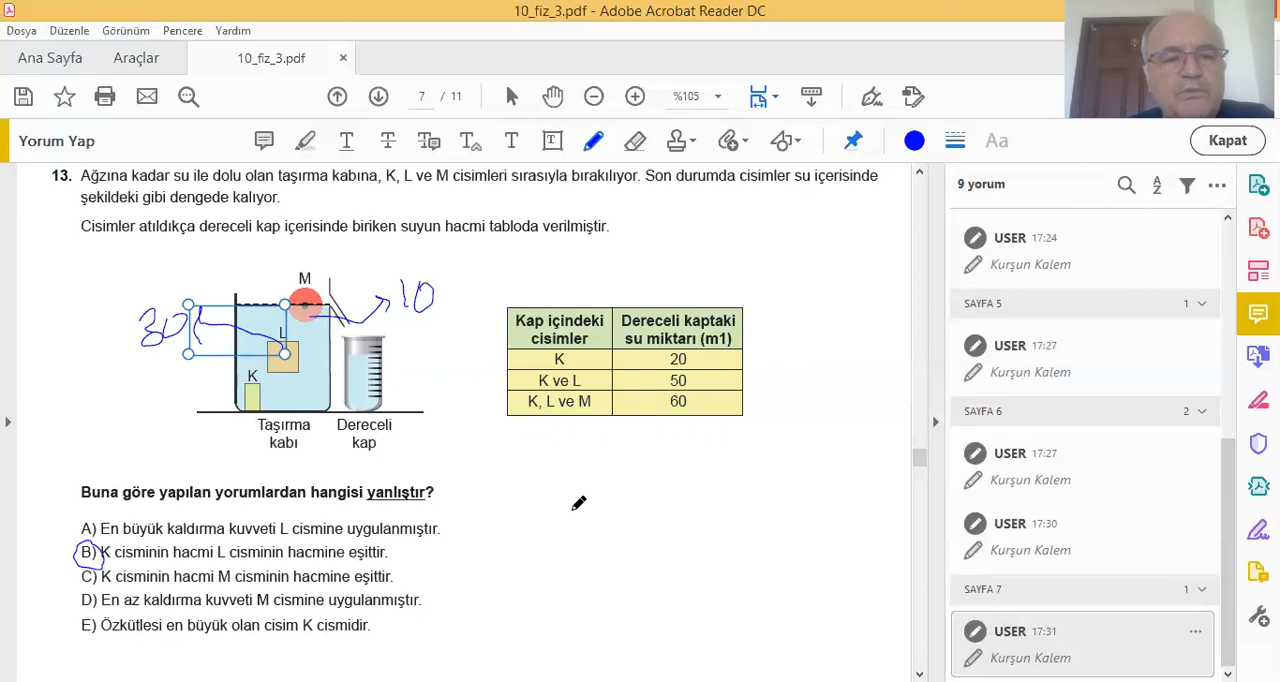 10_fiz_3.pdf - Adobe Acrobat Reader DC
Dosya Düzenle Görünüm Pencere Yardım
Ana Sayfa Araçlar 10_fiz_3.pdf ×
7 / 11 %105
Yorum Yap Aa Kapat
13. Ağzına kadar su ile dolu olan taşırma kabına, K, L ve M cisimleri sırasıyla bırakılıyor. Son durumda cisimler su içerisinde
şekildeki gibi dengede kalıyor.
Cisimler atıldıkça dereceli kap içerisinde biriken suyun hacmi tabloda verilmiştir.
M
10
30
L
K
Taşırma
kabı
Dereceli
kap
Kap içindeki cisimler Dereceli kaptaki su miktarı (m1)
K 20
K ve L 50
K, L ve M 60
Buna göre yapılan yorumlardan hangisi yanlıştır?
A) En büyük kaldırma kuvveti L cismine uygulanmıştır.
B) K cisminin hacmi L cisminin hacmine eşittir.
C) K cisminin hacmi M cisminin hacmine eşittir.
D) En az kaldırma kuvveti M cismine uygulanmıştır.
E) Özkütlesi en büyük olan cisim K cismidir.
9 yorum
USER 17:24
Kurşun Kalem
SAYFA 5 1
USER 17:27
Kurşun Kalem
SAYFA 6 2
USER 17:27
Kurşun Kalem
USER 17:30
Kurşun Kalem
SAYFA 7 1
USER 17:31
Kurşun Kalem